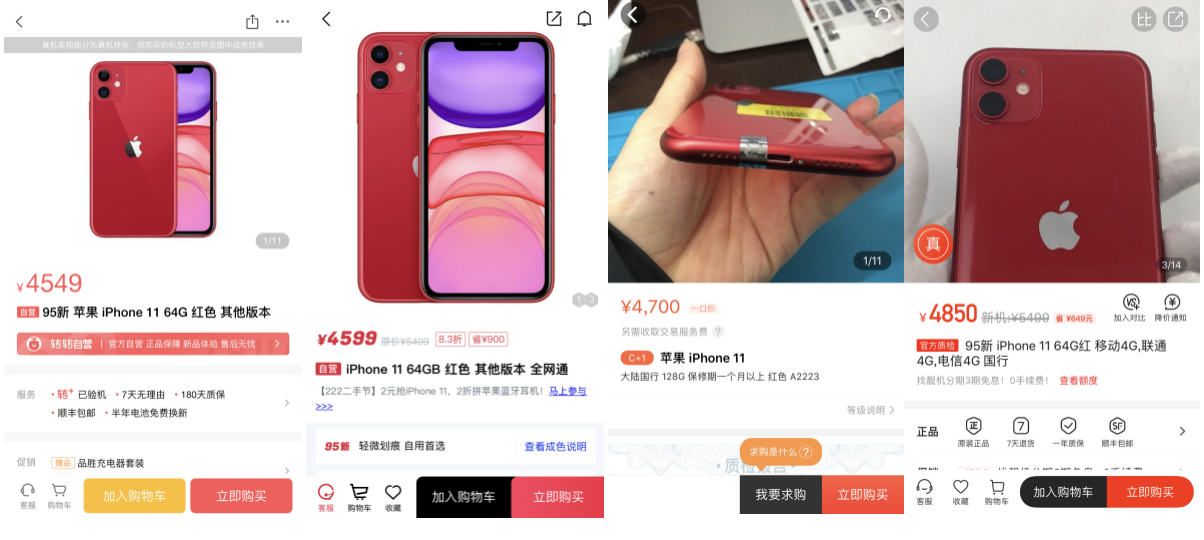 真机实拍部分为真机样张，您购买的机型大致符合图中成色效果
1/11
¥4549
自营 95新 苹果 iPhone 11 64G 红色 其他版本
转转自营 | 官方自营 正品保障 新品体验 售后无忧
服务 • 转+ 已验机 • 7天无理由 • 180天质保
• 顺丰包邮 • 半年电池免费换新
促销 赠品 品胜充电器套装
客服 购物车 加入购物车 立即购买
1/3
¥4599 原价¥5499 8.3折 省¥900
自营 iPhone 11 64GB 红色 其他版本 全网通
【222二手节】2元抢iPhone 11，2折拼苹果蓝牙耳机！马上参与
>>>
95新 轻微划痕 自用首选 查看成色说明
客服 购物车 收藏 加入购物车 立即购买
1/11
¥4,700 一口价
另需收取交易服务费 ?
C+1 苹果 iPhone 11
大陆国行 128G 保修期一个月以上 红色 A2223
等级说明
求购是什么 ?
• 质检报告 •
我要求购 立即购买
比
真
3/14
¥4850 新机:¥5499 省 ¥649元
加入对比 降价通知
官方质检 95新 iPhone 11 64G红 移动4G,联通
4G,电信4G 国行
找靓机分期3期免息！0手续费！ 查看额度
正品 原装正品 7天退货 一年质保 顺丰包邮
客服 收藏 购物车 加入购物车 立即购买